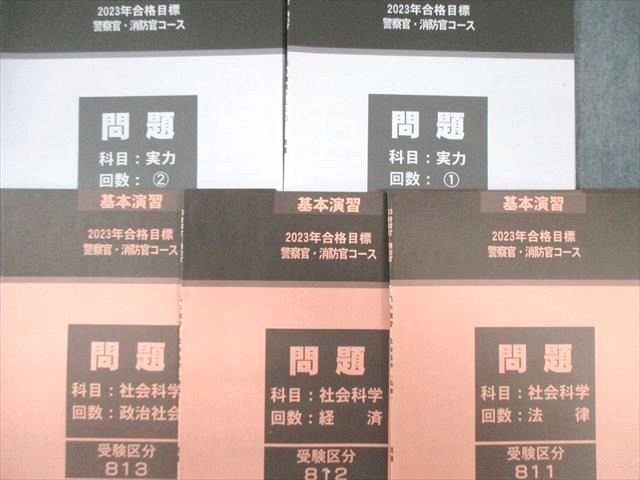 2023年合格目標
警察官・消防官コース
問題
科目：実力
回数：②
2023年合格目標
警察官・消防官コース
問題
科目：実力
回数：①
基本演習
2023年合格目標
警察官・消防官コース
問題
科目：社会科学
回数：政治社会
受験区分
813
基本演習
2023年合格目標
警察官・消防官コース
問題
科目：社会科学
回数：経済
受験区分
812
基本演習
2023年合格目標
警察官・消防官コース
問題
科目：社会科学
回数：法律
受験区分
811